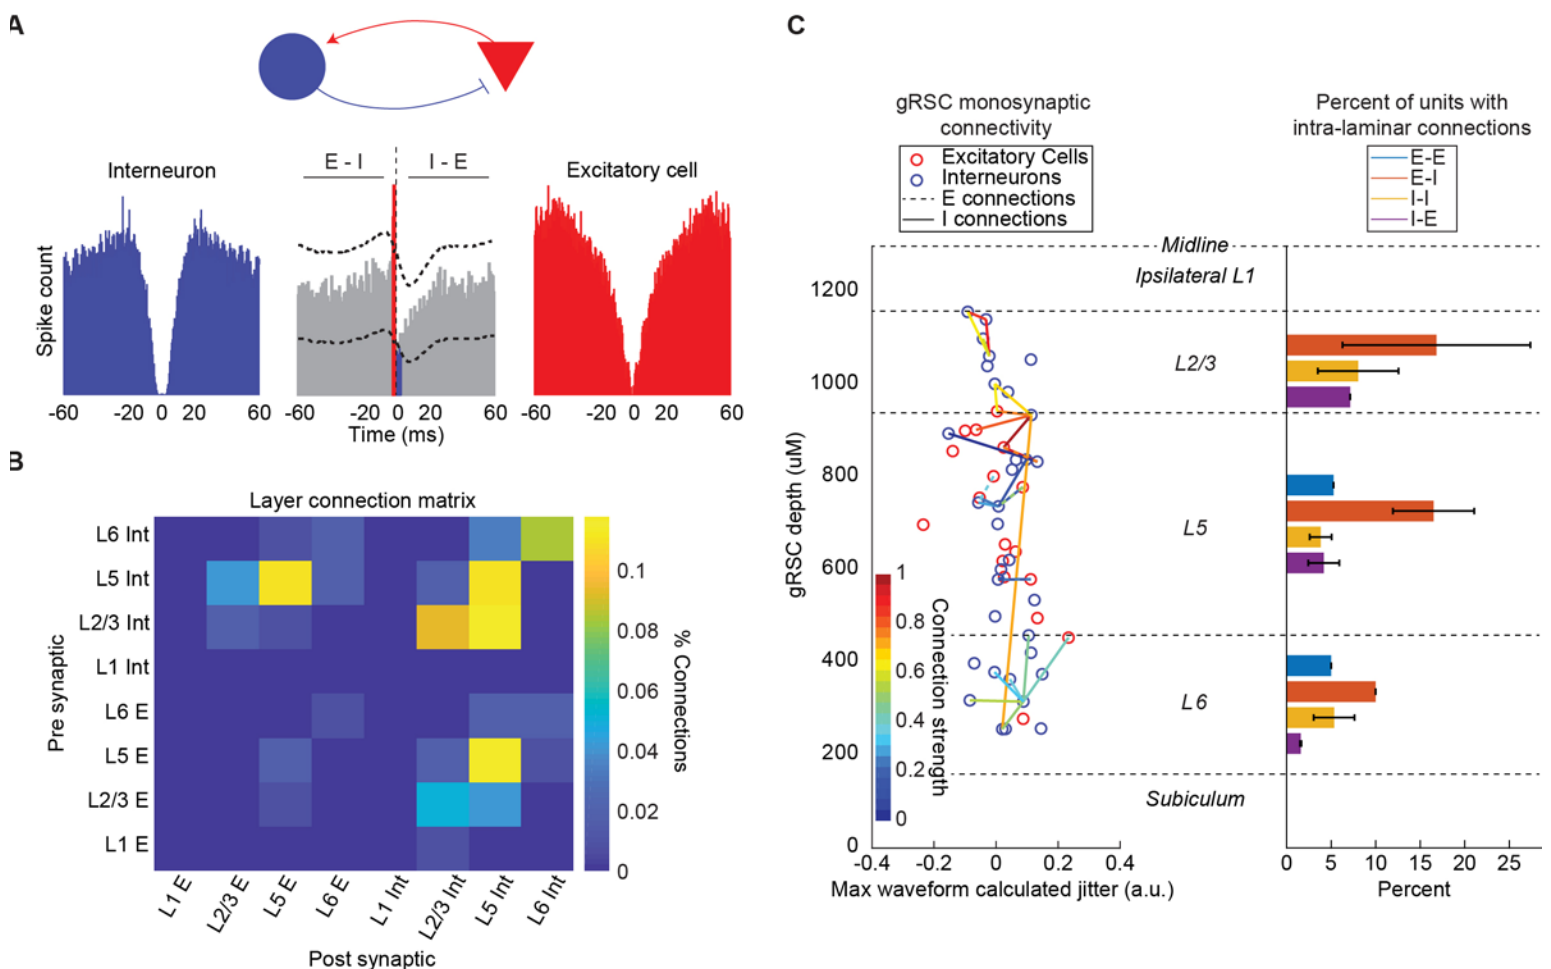 A
Interneuron
E - I
I - E
Excitatory cell
Spike count
-60
-20
0
20
60
-60
-20
0
20
60
-60
-20
0
20
60
Time (ms)
B
Layer connection matrix
Pre synaptic
L6 Int
L5 Int
L2/3 Int
L1 Int
L6 E
L5 E
L2/3 E
L1 E
L1 E
L2/3 E
L5 E
L6 E
L1 Int
L2/3 Int
L5 Int
L6 Int
Post synaptic
0.1
0.08
0.06
0.04
0.02
0
% Connections
C
gRSC monosynaptic
connectivity
Excitatory Cells
Interneurons
E connections
I connections
gRSC depth (uM)
1200
1000
800
600
400
200
0
-0.4
-0.2
0
0.2
0.4
Max waveform calculated jitter (a.u.)
1
0.8
0.6
0.4
0.2
0
Connection strength
Midline
Ipsilateral L1
L2/3
L5
L6
Subiculum
Percent of units with
intra-laminar connections
E-E
E-I
I-I
I-E
0
5
10
15
20
25
Percent